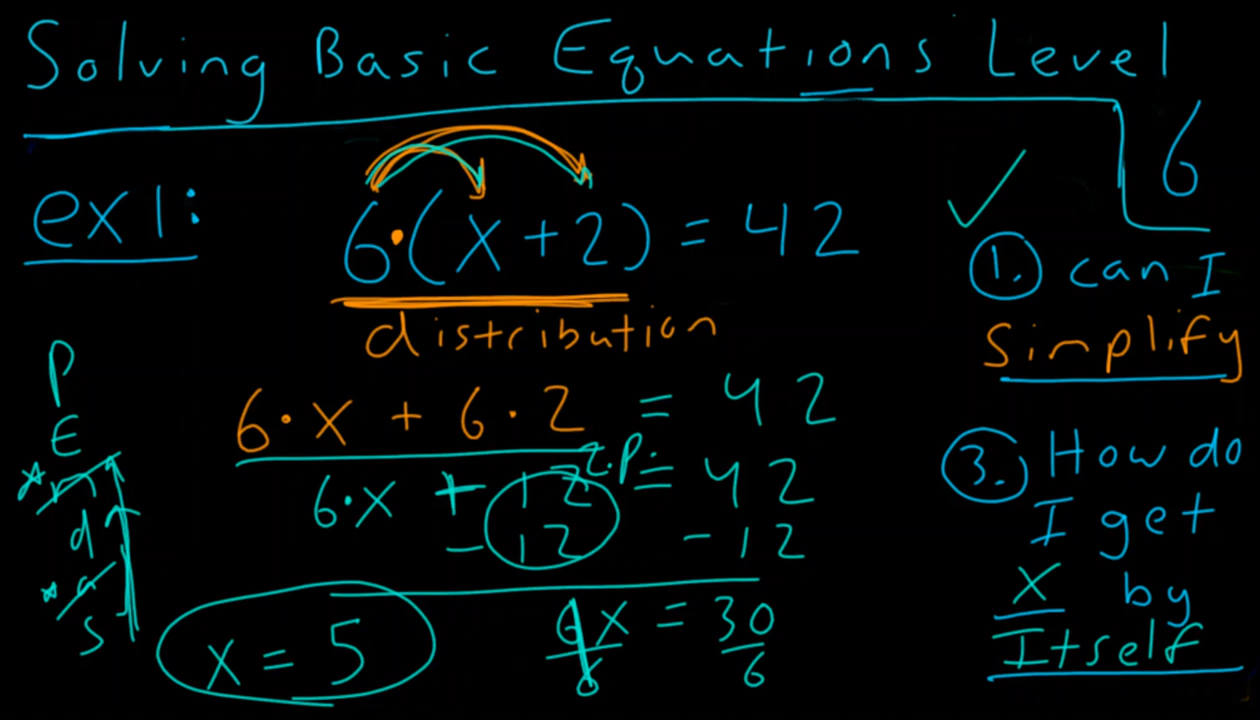 Solving Basic Equations Level
6
ex1:
6·(x+2) = 42
distribution
6·x + 6·2 = 42
z.P.
6·x + 12 = 42
- 12 - 12
6x = 30
6 6
x = 5
P
E
m
d
a
s
1. can I
Simplify
3. How do
I get
X by
Itself